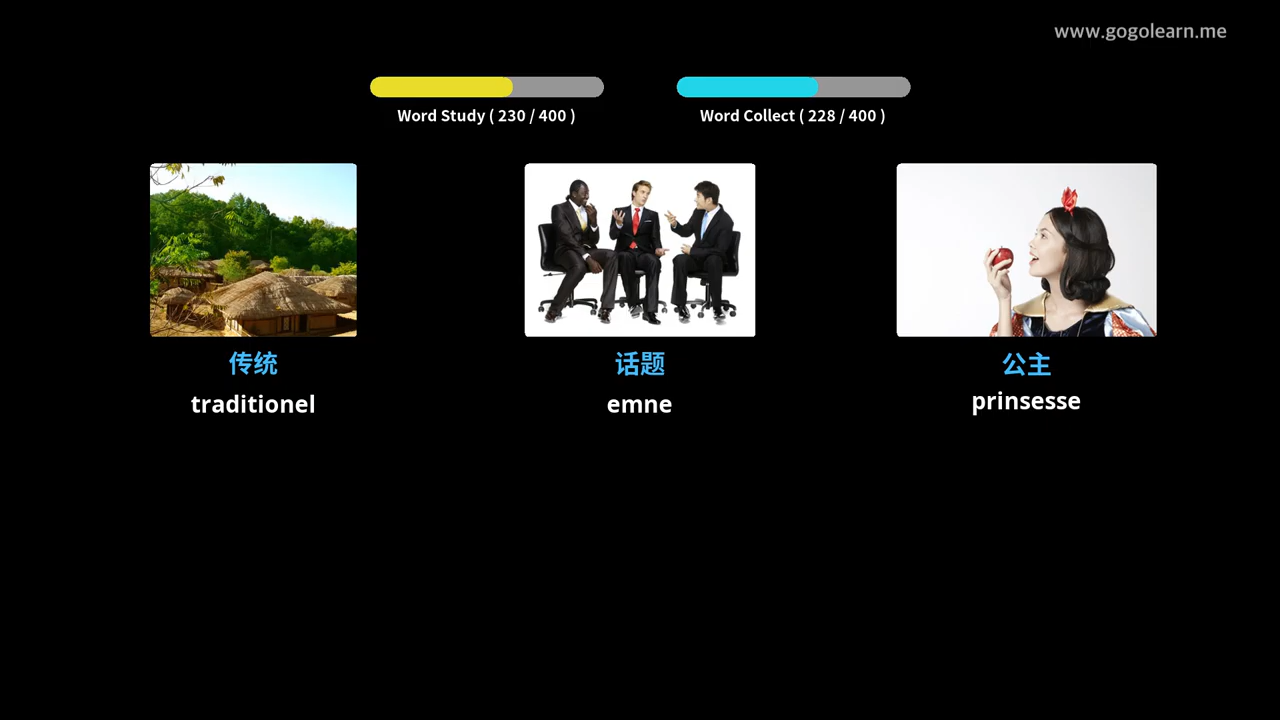 www.gogolearn.me
Word Study ( 230 / 400 )
Word Collect ( 228 / 400 )
传统
话题
公主
traditionel
emne
prinsesse